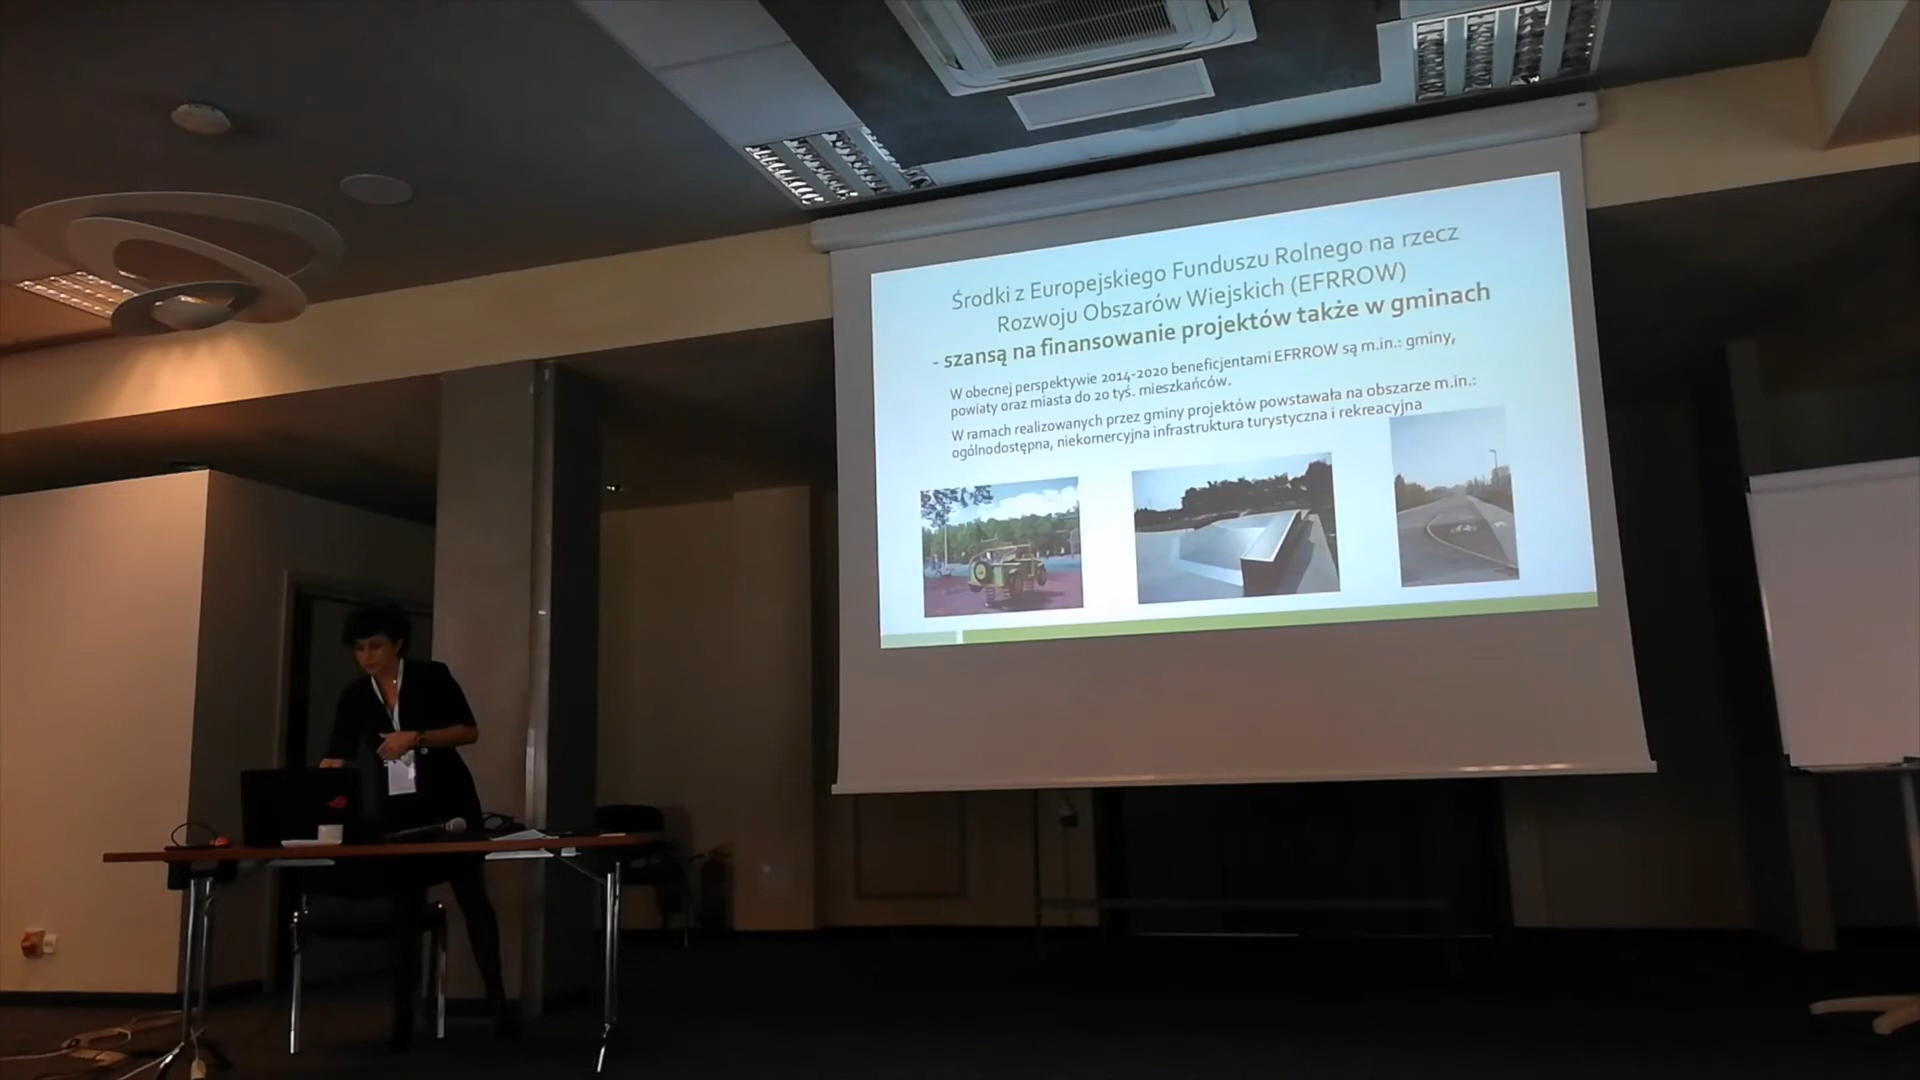 Środki z Europejskiego Funduszu Rolnego na rzecz
Rozwoju Obszarów Wiejskich (EFRROW)
- szansą na finansowanie projektów także w gminach
W obecnej perspektywie 2014-2020 beneficjentami EFRROW są m.in.: gminy,
powiaty oraz miasta do 20 tyś. mieszkańców.
W ramach realizowanych przez gminy projektów powstawała na obszarze m.in.:
ogólnodostępna, niekomercyjna infrastruktura turystyczna i rekreacyjna